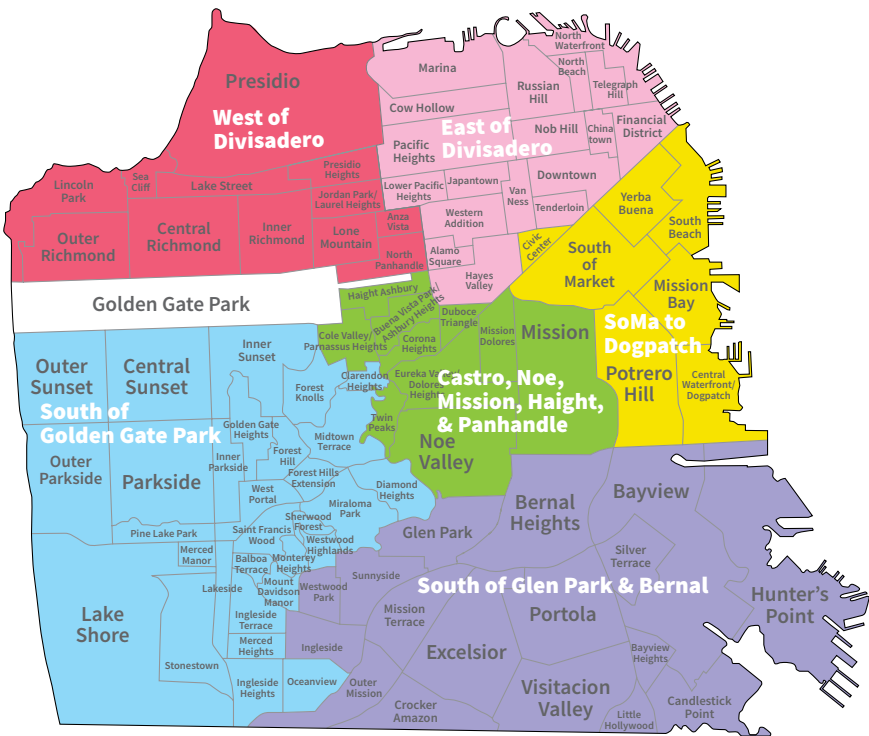 North
Waterfront
Marina
North
Beach
Presidio
Russian
Hill
Telegraph
Hill
Cow Hollow
West of
Divisadero
East of
Divisadero
Nob Hill
China
town
Financial
District
Pacific
Heights
Presidio
Heights
Sea
Cliff
Lake Street
Lincoln
Park
Jordan Park/
Laurel Heights
Lower Pacific
Heights
Japantown
Downtown
Van
Ness
Tenderloin
Yerba
Buena
South
Beach
Outer
Richmond
Central
Richmond
Inner
Richmond
Lone
Mountain
Anza
Vista
North
Panhandle
Western
Addition
Alamo
Square
Civic
Center
South
of
Market
Hayes
Valley
Mission
Bay
Golden Gate Park
Haight Ashbury
Buena Vista Park/
Ashbury Heights
Duboce
Triangle
Cole Valley/
Parnassus Heights
Corona
Heights
Mission
Dolores
Mission
SoMa to
Dogpatch
Potrero
Hill
Central
Waterfront/
Dogpatch
Outer
Sunset
Central
Sunset
Inner
Sunset
Forest
Knolls
Clarendon
Heights
Eureka Valley/
Dolores
Heights
Castro, Noe,
Mission, Haight,
& Panhandle
South of
Golden Gate Park
Golden Gate
Heights
Twin
Peaks
Noe
Valley
Midtown
Terrace
Outer
Parkside
Parkside
Inner
Parkside
Forest
Hill
Forest Hills
Extension
West
Portal
Diamond
Heights
Miraloma
Park
Bernal
Heights
Bayview
Pine Lake Park
Saint Francis
Wood
Sherwood
Forest
Westwood
Highlands
Glen Park
Merced
Manor
Balboa
Terrace
Monterey
Heights
Mount
Davidson
Manor
Lakeside
Westwood
Park
Sunnyside
Silver
Terrace
South of Glen Park & Bernal
Lake
Shore
Ingleside
Terrace
Merced
Heights
Ingleside
Mission
Terrace
Portola
Hunter's
Point
Excelsior
Bayview
Heights
Stonestown
Ingleside
Heights
Oceanview
Outer
Mission
Crocker
Amazon
Visitacion
Valley
Little
Hollywood
Candlestick
Point